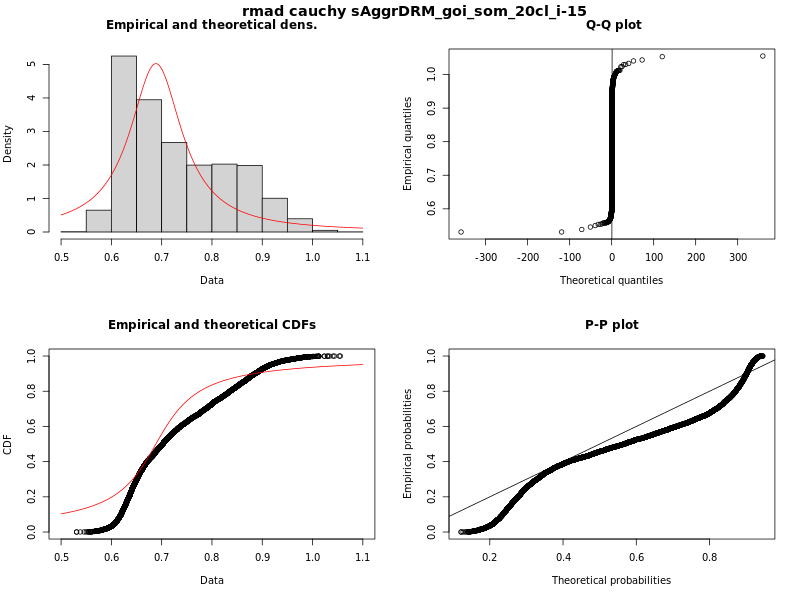 rmad cauchy sAggrDRM_goi_som_20cl_i-15
Empirical and theoretical dens.
Density
0 1 2 3 4 5
0.5 0.6 0.7 0.8 0.9 1.0 1.1
Data
Q-Q plot
Empirical quantiles
0.6 0.7 0.8 0.9 1.0
-300 -200 -100 0 100 200 300
Theoretical quantiles
Empirical and theoretical CDFs
CDF
0.0 0.2 0.4 0.6 0.8 1.0
0.5 0.6 0.7 0.8 0.9 1.0 1.1
Data
P-P plot
Empirical probabilities
0.0 0.2 0.4 0.6 0.8 1.0
0.2 0.4 0.6 0.8
Theoretical probabilities